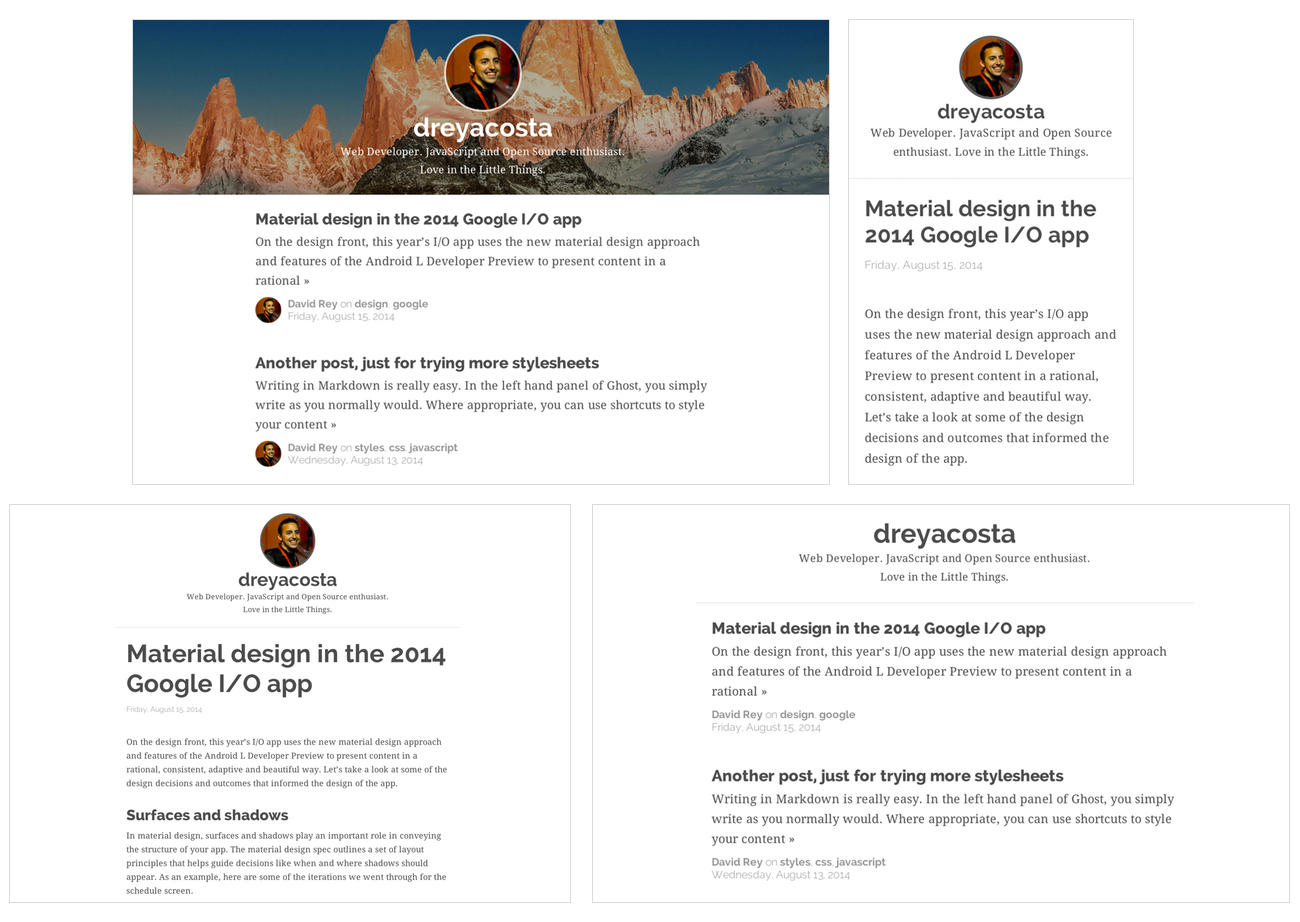 dreyacosta
Web Developer. JavaScript and Open Source enthusiast.
Love in the Little Things.
Material design in the 2014 Google I/O app
On the design front, this year's I/O app uses the new material design approach
and features of the Android L Developer Preview to present content in a
rational »
David Rey on design, google
Friday, August 15, 2014
Another post, just for trying more stylesheets
Writing in Markdown is really easy. In the left hand panel of Ghost, you simply
write as you normally would. Where appropriate, you can use shortcuts to style
your content »
David Rey on styles, css, javascript
Wednesday, August 13, 2014
dreyacosta
Web Developer. JavaScript and Open Source
enthusiast. Love in the Little Things.
Material design in the
2014 Google I/O app
Friday, August 15, 2014
On the design front, this year's I/O app
uses the new material design approach and
features of the Android L Developer
Preview to present content in a rational,
consistent, adaptive and beautiful way.
Let's take a look at some of the design
decisions and outcomes that informed the
design of the app.
dreyacosta
Web Developer. JavaScript and Open Source enthusiast.
Love in the Little Things.
Material design in the 2014
Google I/O app
Friday, August 15, 2014
On the design front, this year's I/O app uses the new material design approach
and features of the Android L Developer Preview to present content in a
rational, consistent, adaptive and beautiful way. Let's take a look at some of the
design decisions and outcomes that informed the design of the app.
Surfaces and shadows
In material design, surfaces and shadows play an important role in conveying
the structure of your app. The material design spec outlines a set of layout
principles that helps guide decisions like when and where shadows should
appear. As an example, here are some of the iterations we went through for the
schedule screen.
dreyacosta
Web Developer. JavaScript and Open Source enthusiast.
Love in the Little Things.
Material design in the 2014 Google I/O app
On the design front, this year's I/O app uses the new material design approach
and features of the Android L Developer Preview to present content in a
rational »
David Rey on design, google
Friday, August 15, 2014
Another post, just for trying more stylesheets
Writing in Markdown is really easy. In the left hand panel of Ghost, you simply
write as you normally would. Where appropriate, you can use shortcuts to style
your content »
David Rey on styles, css, javascript
Wednesday, August 13, 2014